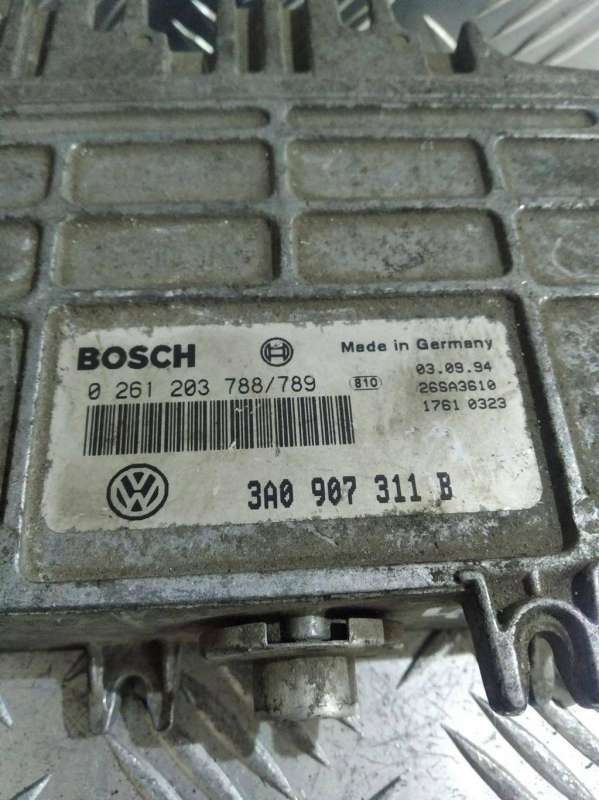 BOSCH
Made in Germany
0 261 203 788/789
810
03.09.94
26SA3610
1761 0323
3A0 907 311 B